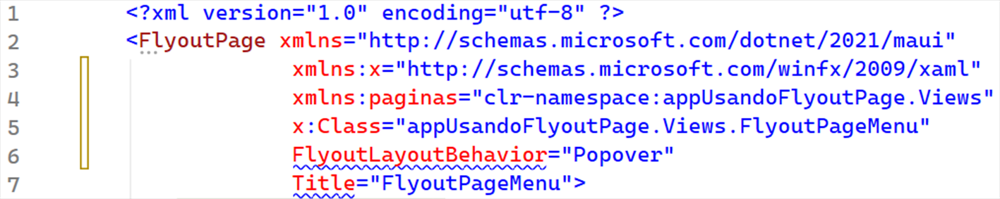 1 <?xml version="1.0" encoding="utf-8" ?>
2 <FlyoutPage xmlns="http://schemas.microsoft.com/dotnet/2021/maui"
3 xmlns:x="http://schemas.microsoft.com/winfx/2009/xaml"
4 xmlns:paginas="clr-namespace:appUsandoFlyoutPage.Views"
5 x:Class="appUsandoFlyoutPage.Views.FlyoutPageMenu"
6 FlyoutLayoutBehavior="Popover"
7 Title="FlyoutPageMenu">